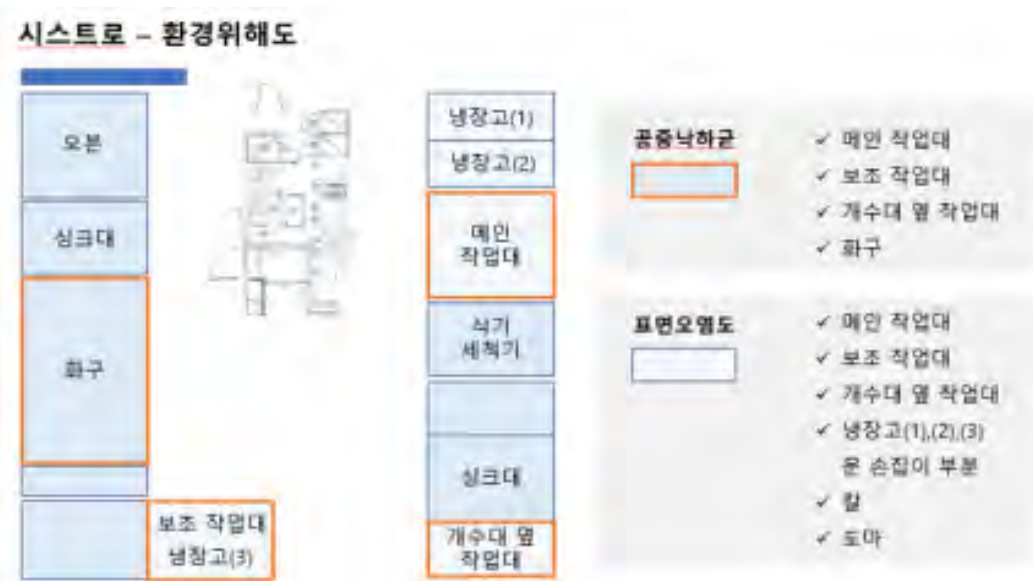 시스트로 – 환경위해도
오븐
싱크대
화구
보조 작업대
냉장고(3)
냉장고(1)
냉장고(2)
메인
작업대
식기
세척기
싱크대
개수대 옆
작업대
공중낙하균
✓ 메인 작업대
✓ 보조 작업대
✓ 개수대 옆 작업대
✓ 화구
표면오염도
✓ 메인 작업대
✓ 보조 작업대
✓ 개수대 옆 작업대
✓ 냉장고(1),(2),(3)
문 손잡이 부분
✓ 칼
✓ 도마